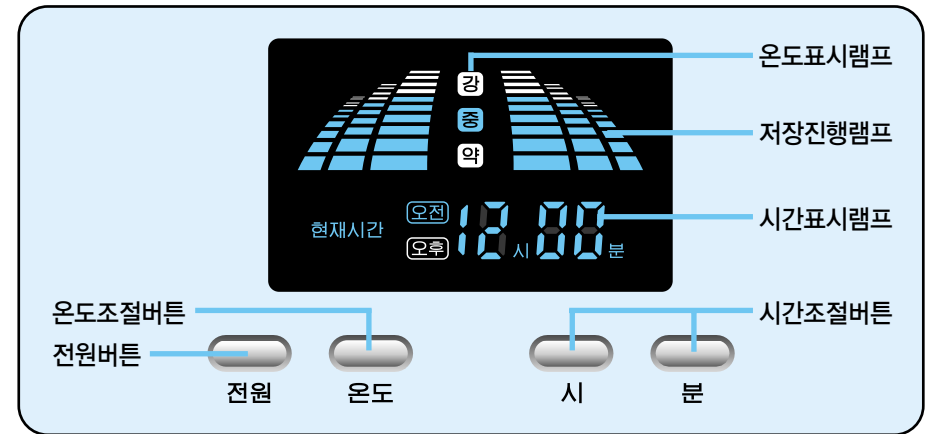 온도표시램프
강
중
약
저장진행램프
시간표시램프
현재시간
오전
오후
12 시 00 분
온도조절버튼
전원버튼
시간조절버튼
전원
온도
시
분